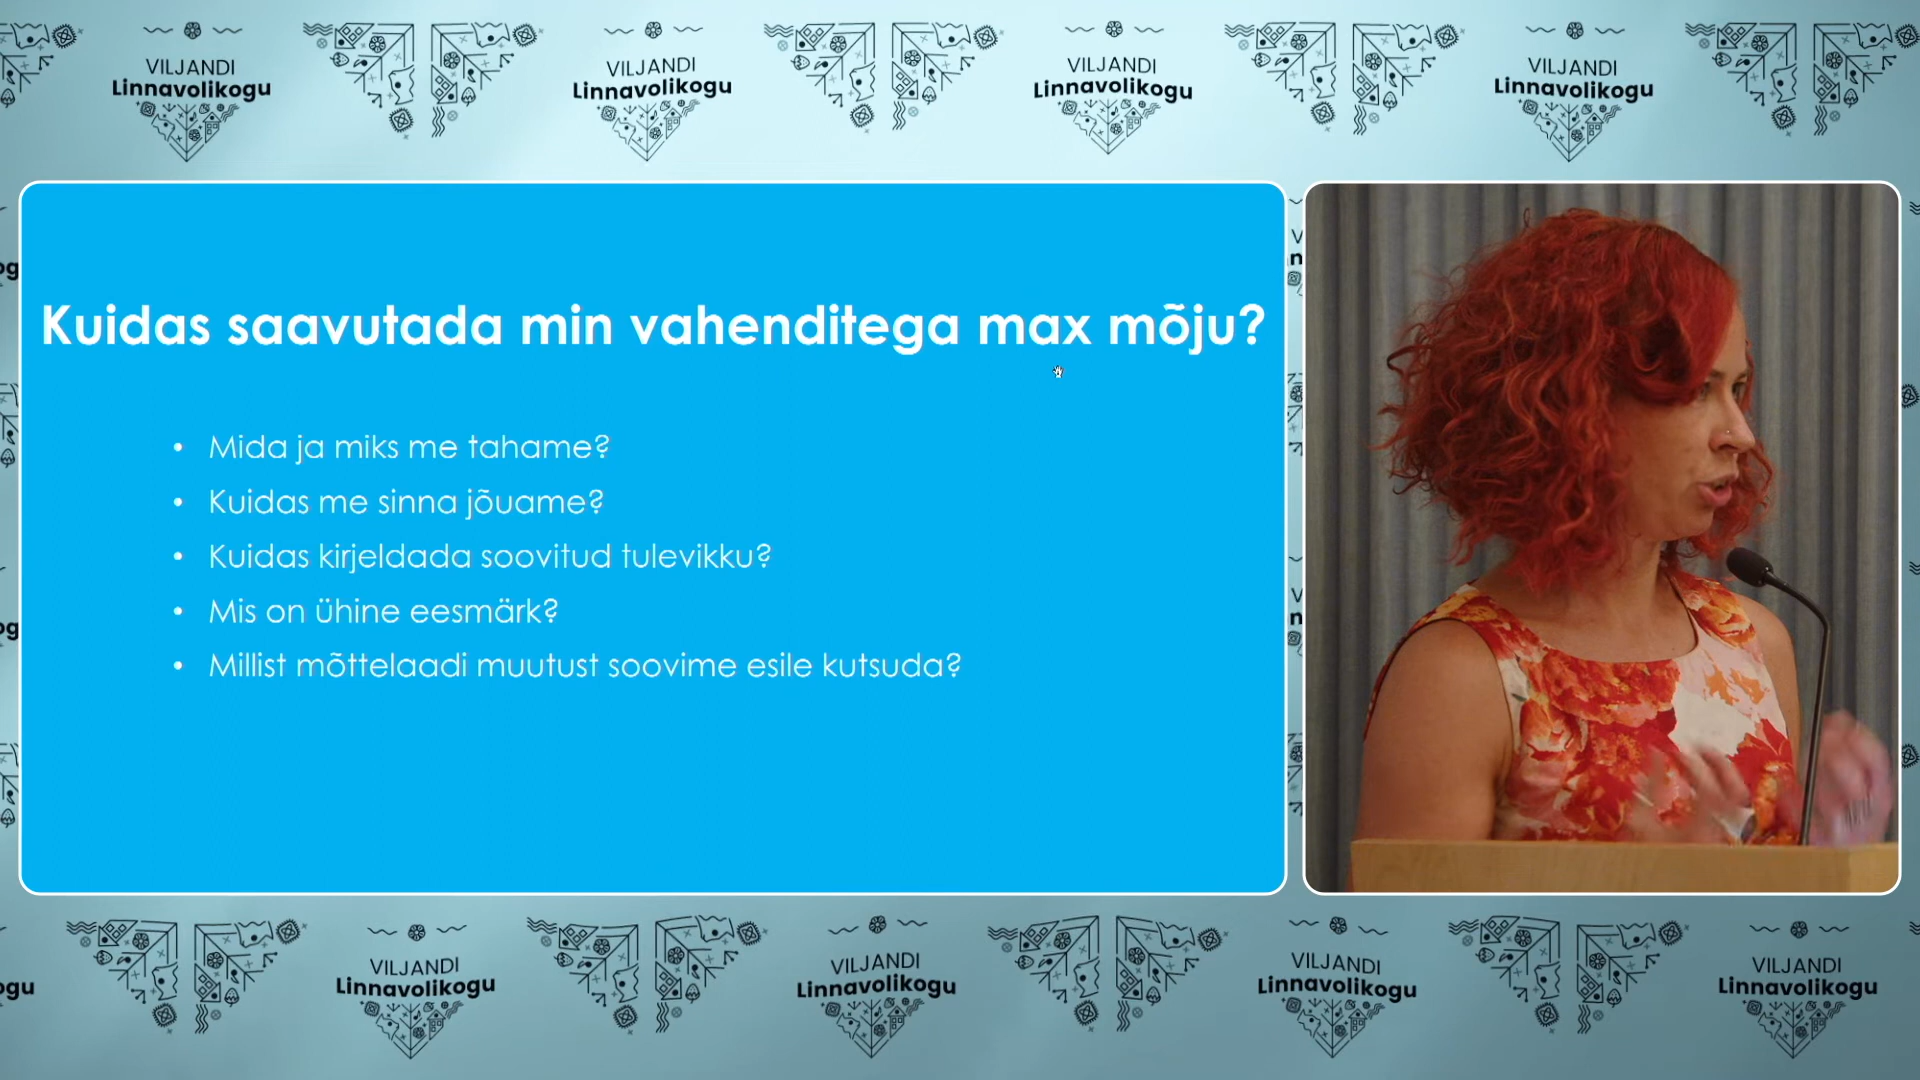 VILJANDI
Linnavolikogu
VILJANDI
Linnavolikogu
VILJANDI
Linnavolikogu
VILJANDI
Linnavolikogu
Kuidas saavutada min vahenditega max mõju?
• Mida ja miks me tahame?
• Kuidas me sinna jõuame?
• Kuidas kirjeldada soovitud tulevikku?
• Mis on ühine eesmärk?
• Millist mõttelaadi muutust soovime esile kutsuda?
VILJANDI
Linnavolikogu
VILJANDI
Linnavolikogu
VILJANDI
Linnavolikogu
VILJANDI
Linnavolikogu